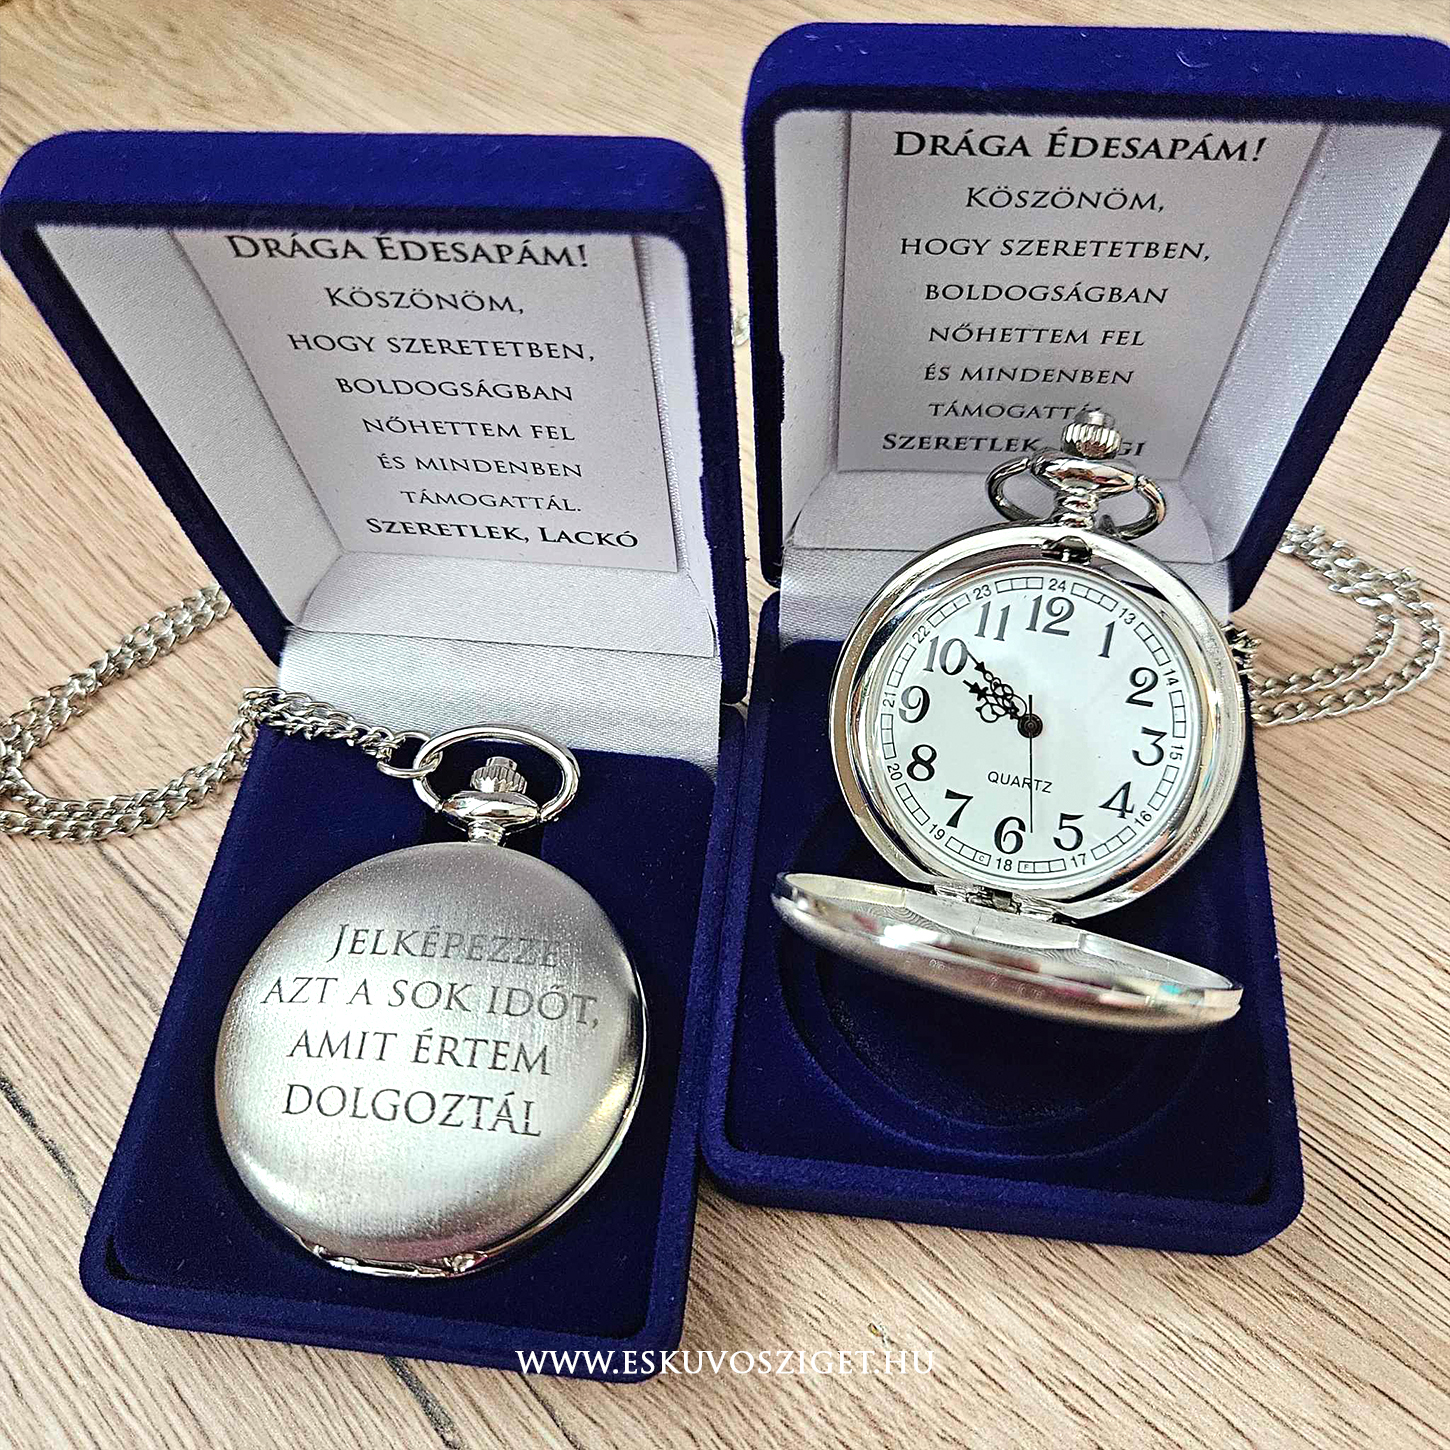 DRÁGA ÉDESAPÁM!
KÖSZÖNÖM,
HOGY SZERETETBEN,
BOLDOGSÁGBAN
NŐHETTEM FEL
ÉS MINDENBEN
TÁMOGATTÁL.
SZERETLEK, LACKÓ
JELKÉPEZZE
AZT A SOK IDŐT,
AMIT ÉRTEM
DOLGOZTÁL
DRÁGA ÉDESAPÁM!
KÖSZÖNÖM,
HOGY SZERETETBEN,
BOLDOGSÁGBAN
NŐHETTEM FEL
ÉS MINDENBEN
SZERETLEK,
12
1
2
3
4
5
6
7
8
9
10
11
24
13
14
15
16
17
18
19
20
21
22
23
QUARTZ
WWW.ESKUVOSZIGET.HU